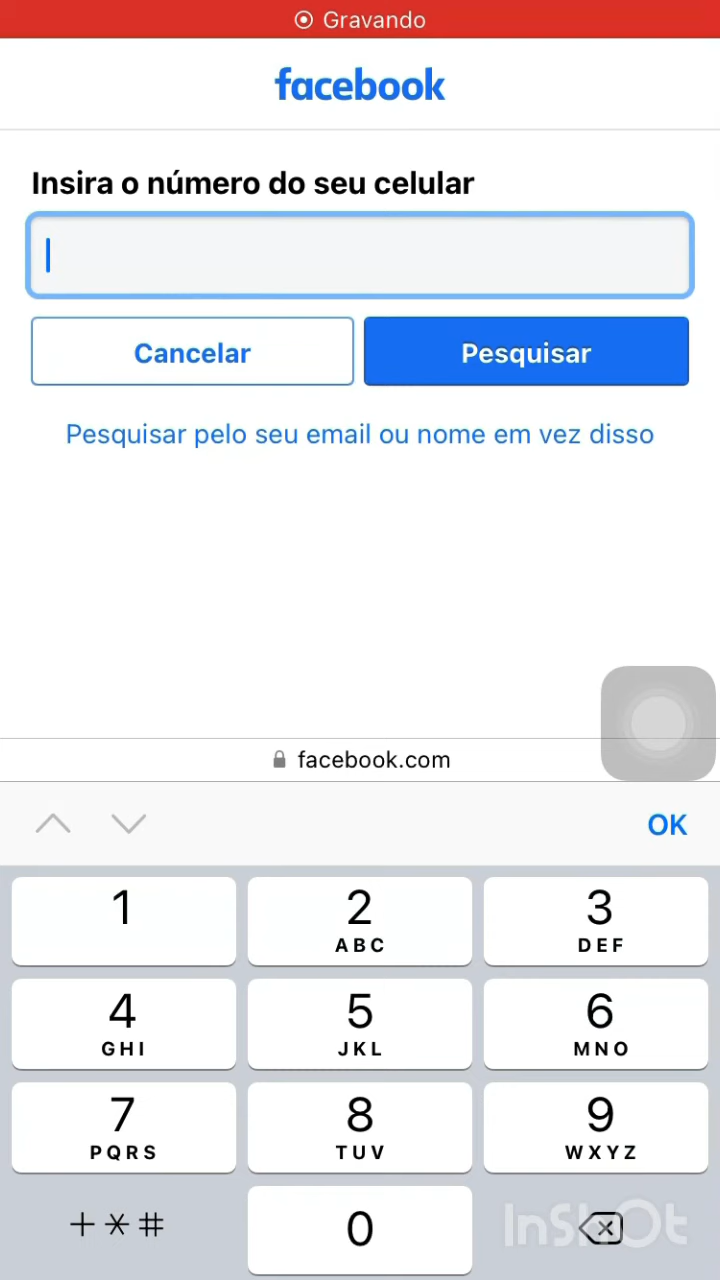 Gravando
facebook
Insira o número do seu celular
Cancelar
Pesquisar
Pesquisar pelo seu email ou nome em vez disso
facebook.com
OK
1
2
ABC
3
DEF
4
GHI
5
JKL
6
MNO
7
PQRS
8
TUV
9
WXYZ
+*#
0
InShOt